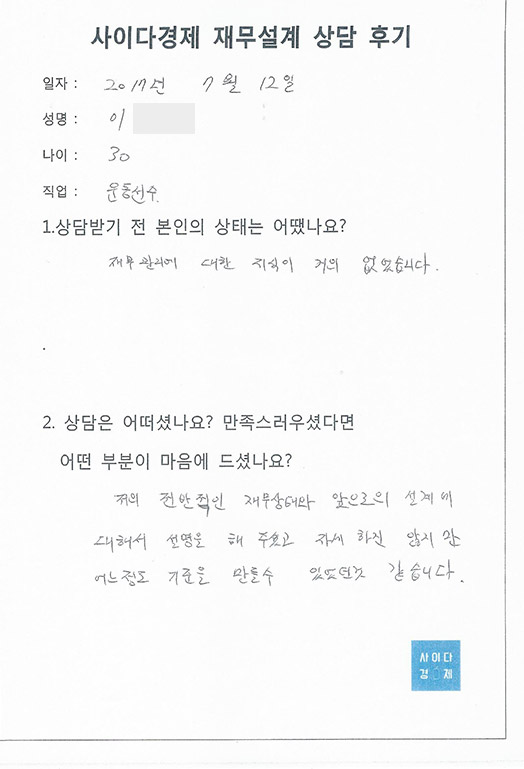 사이다경제 재무설계 상담 후기
일자 : 2017년 7월 12일
성명 : 이
나이 : 30
직업 : 운동선수
1.상담받기 전 본인의 상태는 어땠나요?
재무관리에 대한 지식이 거의 없었습니다.
2. 상담은 어떠셨나요? 만족스러우셨다면
어떤 부분이 마음에 드셨나요?
저의 전반적인 재무상태와 앞으로의 설계에
대해서 설명을 해 주셨고 자세 하진 않지만
어느정도 기준을 만들수 있었던것 같습니다.
사이다
경제